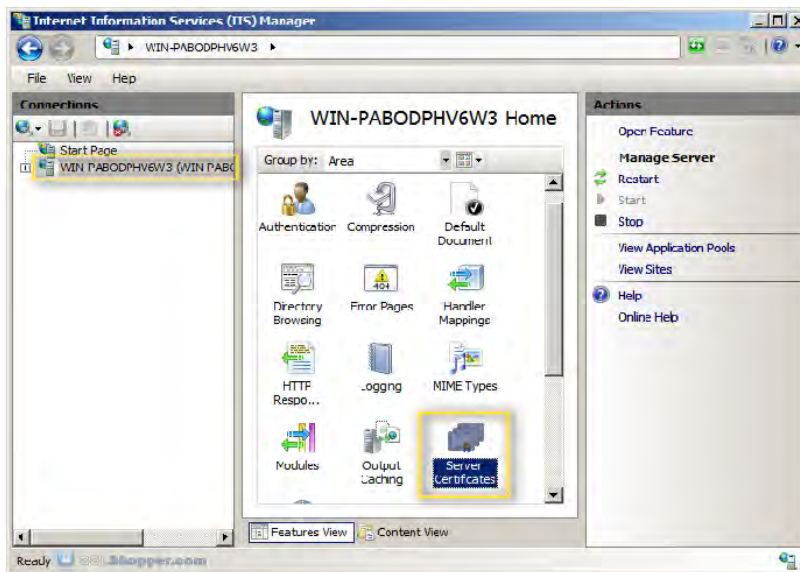 Internet Information Services (IIS) Manager
WIN-PABODPHV6W3
File View Help
Connections
Start Page
WIN-PABODPHV6W3 (WIN-PABO
WIN-PABODPHV6W3 Home
Group by: Area
Authentication
Compression
Default Document
Directory Browsing
Error Pages
404
Handler Mappings
HTTP Respo...
Logging
MIME Types
Modules
Output Caching
Server Certificates
Features View
Content View
Actions
Open Feature
Manage Server
Restart
Start
Stop
View Application Pools
View Sites
Help
Online Help
Ready
SSLShopper.com